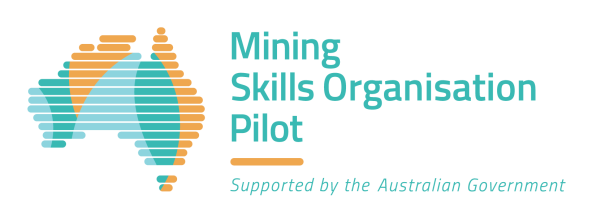 Mining
Skills Organisation
Pilot
Supported by the Australian Government